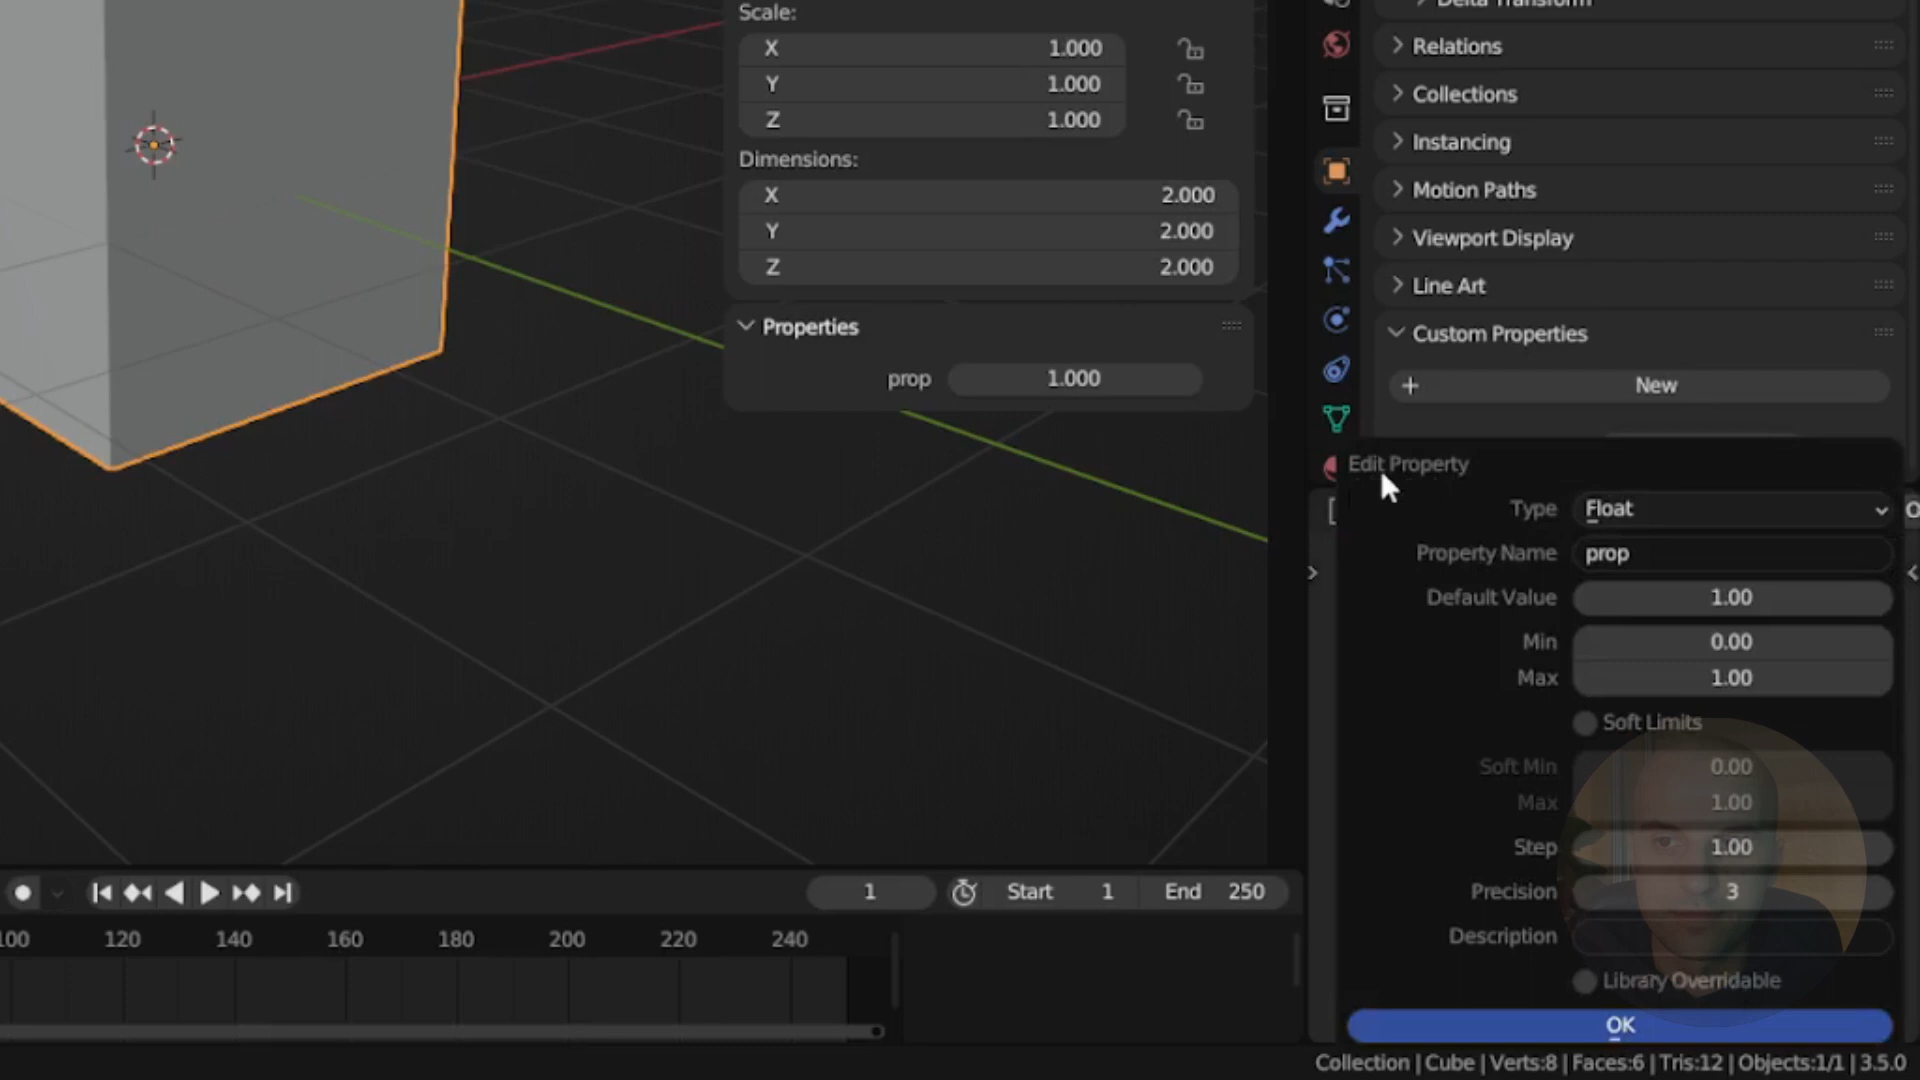 Scale:
X 1.000
Y 1.000
Z 1.000
Dimensions:
X 2.000
Y 2.000
Z 2.000
Properties
prop 1.000
Delta Transform
Relations
Collections
Instancing
Motion Paths
Viewport Display
Line Art
Custom Properties
+ New
Edit Property
Type Float
Property Name prop
Default Value 1.00
Min 0.00
Max 1.00
Soft Limits
Soft Min 0.00
Max 1.00
Step 1.00
Precision 3
Description
Library Overridable
OK
1 Start 1 End 250
100 120 140 160 180 200 220 240
Collection | Cube | Verts:8 | Faces:6 | Tris:12 | Objects:1/1 | 3.5.0